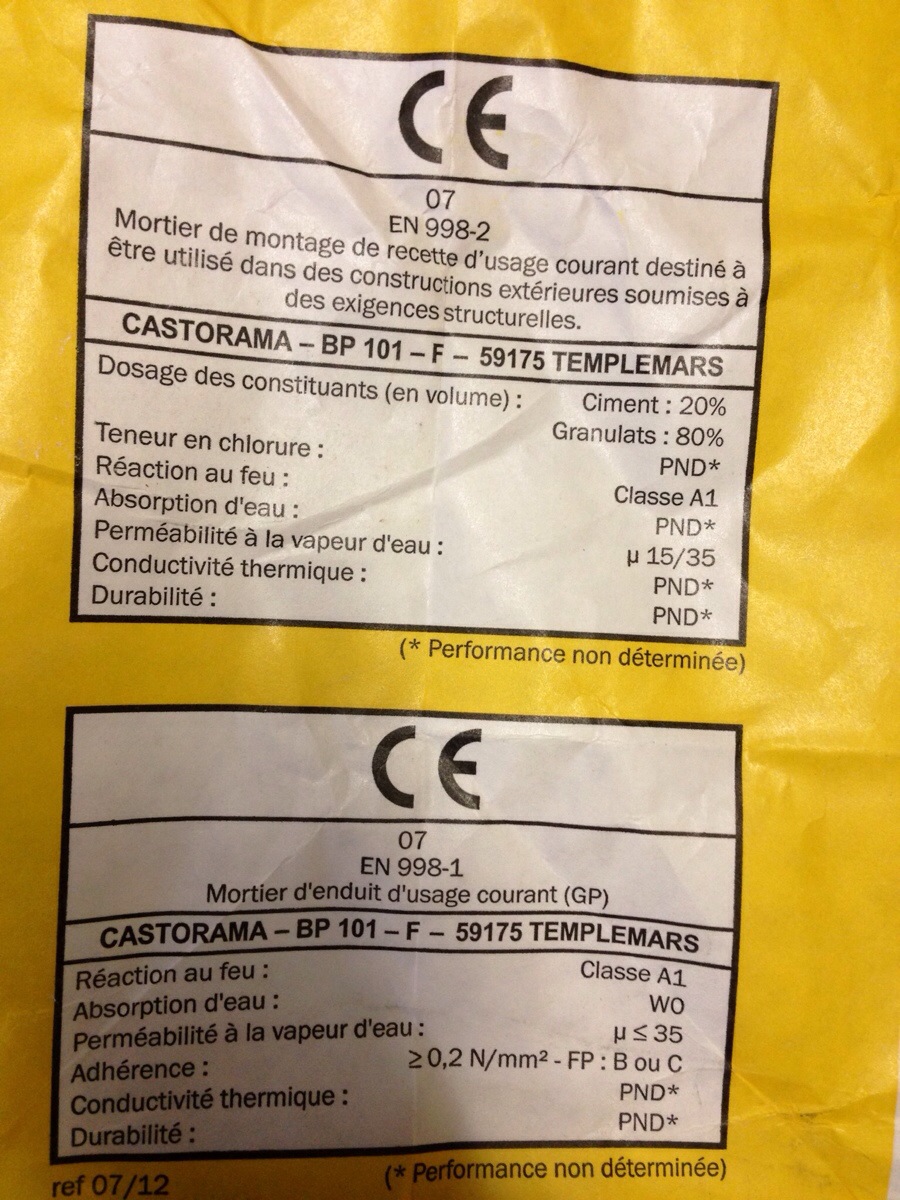 CE
07
EN 998-2
Mortier de montage de recette d'usage courant destiné à
être utilisé dans des constructions extérieures soumises à
des exigences structurelles.
CASTORAMA – BP 101 – F – 59175 TEMPLEMARS
Dosage des constituants (en volume) : Ciment : 20%
Granulats : 80%
Teneur en chlorure : PND*
Réaction au feu : Classe A1
Absorption d'eau : PND*
Perméabilité à la vapeur d'eau : µ 15/35
Conductivité thermique : PND*
Durabilité : PND*
(* Performance non déterminée)
CE
07
EN 998-1
Mortier d'enduit d'usage courant (GP)
CASTORAMA – BP 101 – F – 59175 TEMPLEMARS
Réaction au feu : Classe A1
Absorption d'eau : W0
Perméabilité à la vapeur d'eau : µ ≤ 35
Adhérence : ≥ 0,2 N/mm² - FP : B ou C
Conductivité thermique : PND*
Durabilité : PND*
(* Performance non déterminée)
ref 07/12